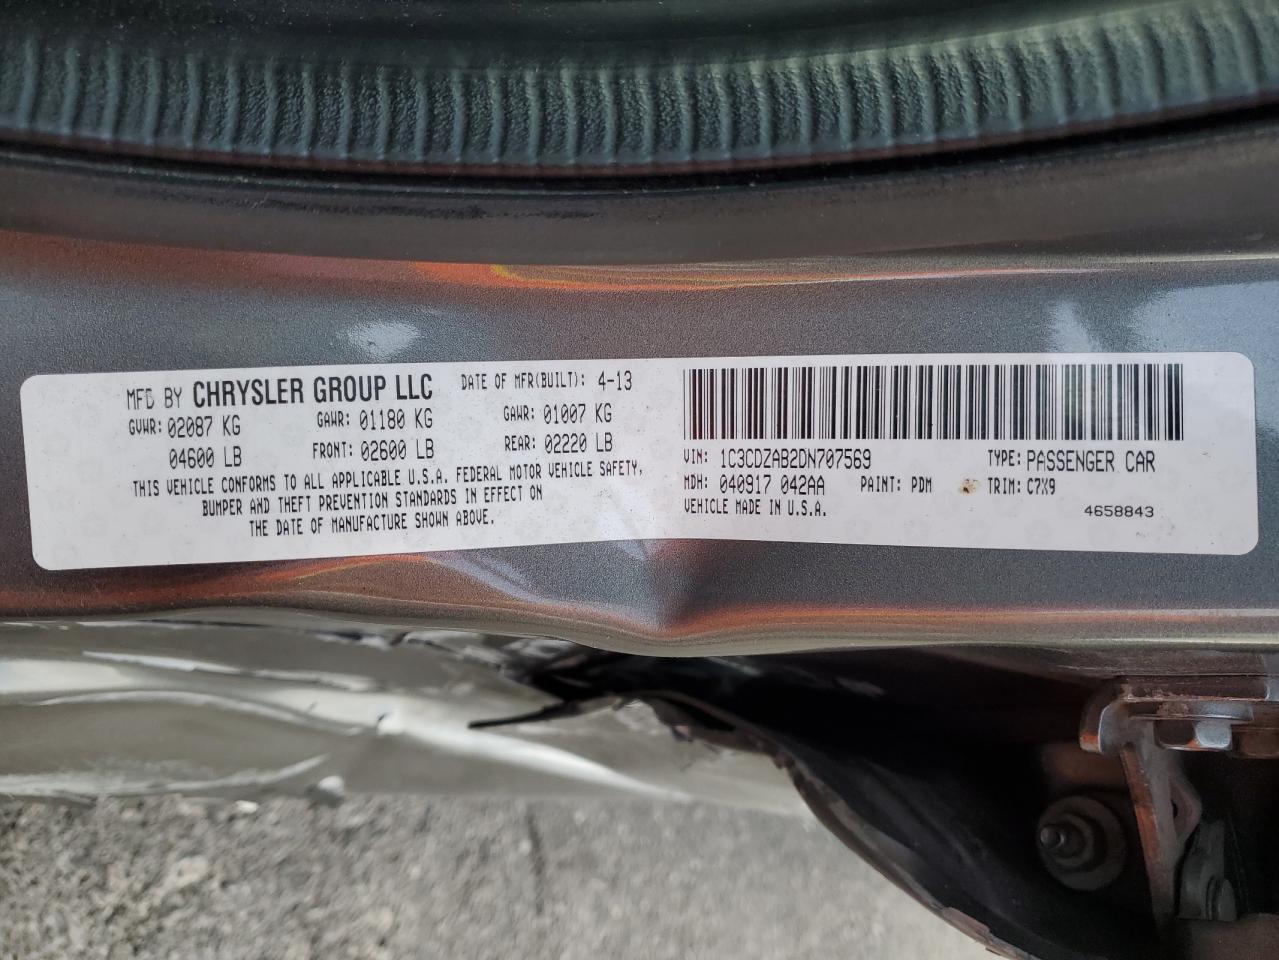 MFD BY CHRYSLER GROUP LLC DATE OF MFR(BUILT): 4-13
GVWR: 02087 KG GAWR: 01180 KG GAWR: 01007 KG
04600 LB FRONT: 02600 LB REAR: 02220 LB
THIS VEHICLE CONFORMS TO ALL APPLICABLE U.S.A. FEDERAL MOTOR VEHICLE SAFETY,
BUMPER AND THEFT PREVENTION STANDARDS IN EFFECT ON
THE DATE OF MANUFACTURE SHOWN ABOVE.
VIN: 1C3CDZAB2DN707569 TYPE: PASSENGER CAR
MDH: 040917 042AA PAINT: PDM TRIM: C7X9
VEHICLE MADE IN U.S.A. 4658843